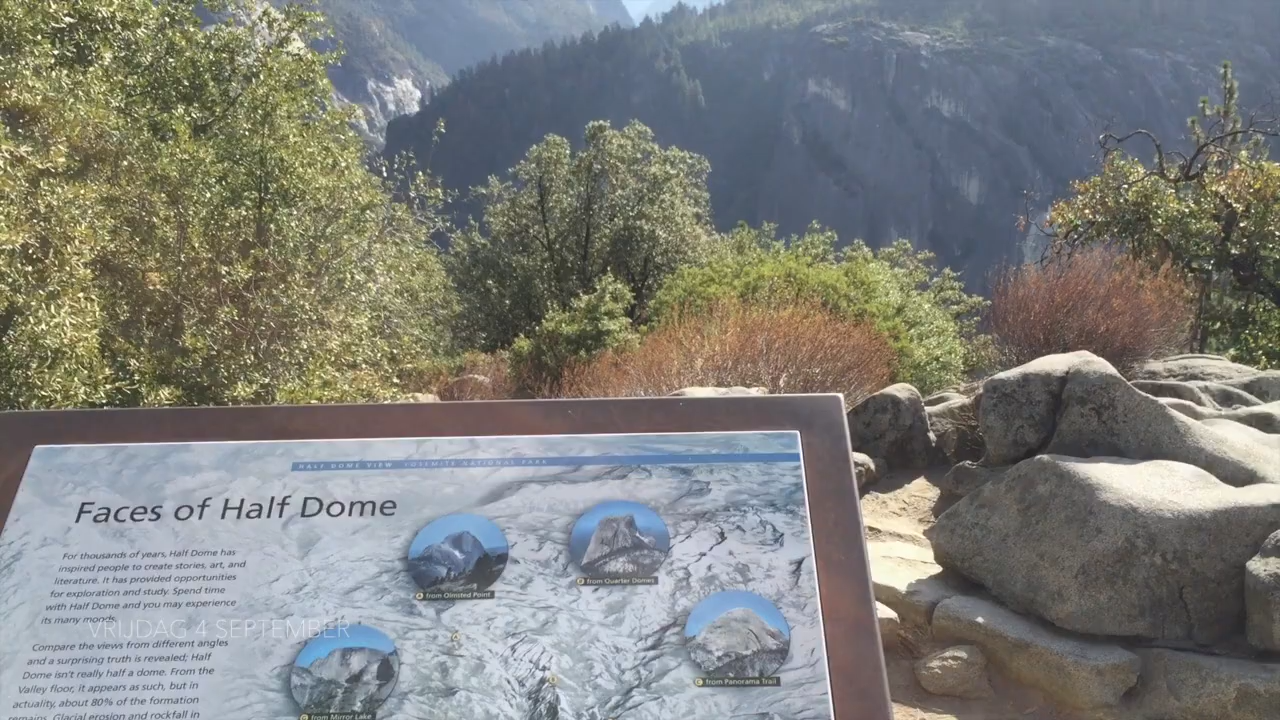 HALF DOME VIEW YOSEMITE NATIONAL PARK
Faces of Half Dome
For thousands of years, Half Dome has
inspired people to create stories, art, and
literature. It has provided opportunities
for exploration and study. Spend time
with Half Dome and you may experience
its many moods.
VRIJDAG 4 SEPTEMBER
Compare the views from different angles
and a surprising truth is revealed; Half
Dome isn't really half a dome. From the
Valley floor, it appears as such, but in
actuality, about 80% of the formation
remains. Glacial erosion and rockfall in
from Olmsted Point
from Quarter Domes
from Panorama Trail
from Mirror Lake